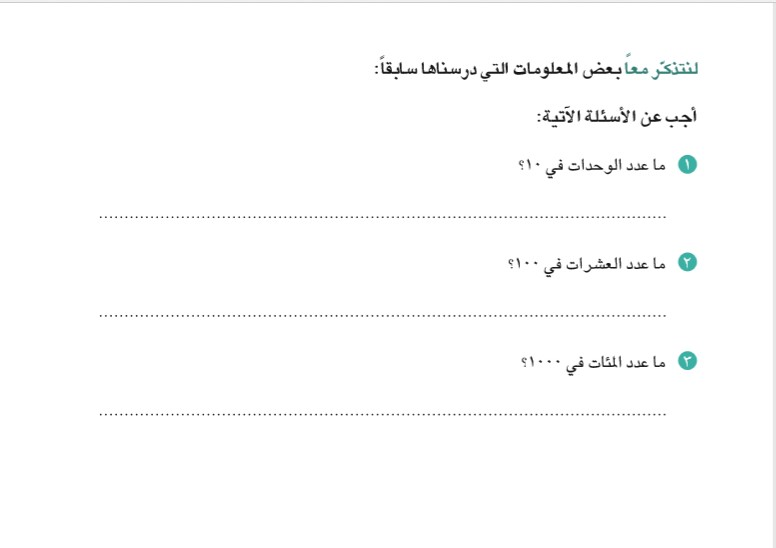 لنتذكّر معاً بعض المعلومات التي درسناها سابقاً:
أجب عن الأسئلة الآتية:
١ ما عدد الوحدات في ١٠؟
................................................................................................................
٢ ما عدد العشرات في ١٠٠؟
................................................................................................................
٣ ما عدد المئات في ١٠٠٠؟
................................................................................................................